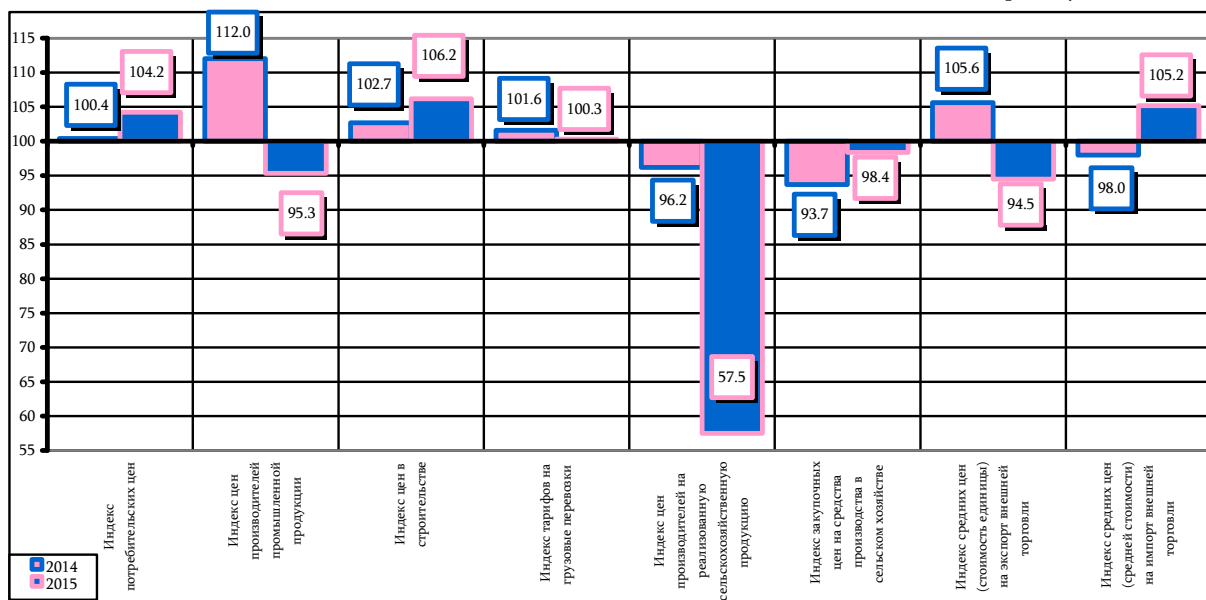 115
110
105
100
95
90
85
80
75
70
65
60
55
100.4
104.2
112.0
95.3
102.7
106.2
101.6
100.3
96.2
57.5
93.7
98.4
105.6
94.5
98.0
105.2
Индекс
потребительских цен
Индекс цен
производителей
промышленной
продукции
Индекс цен в
строительстве
Индекс тарифов на
грузовые перевозки
Индекс цен
производителей на
реализованную
сельскохозяйственную
продукцию
Индекс закупочных
цен на средства
производства в
сельском хозяйстве
Индекс средних цен
(стоимость единицы)
на экспорт внешней
торговли
Индекс средних цен
(средней стоимости)
на импорт внешней
торговли
2014
2015